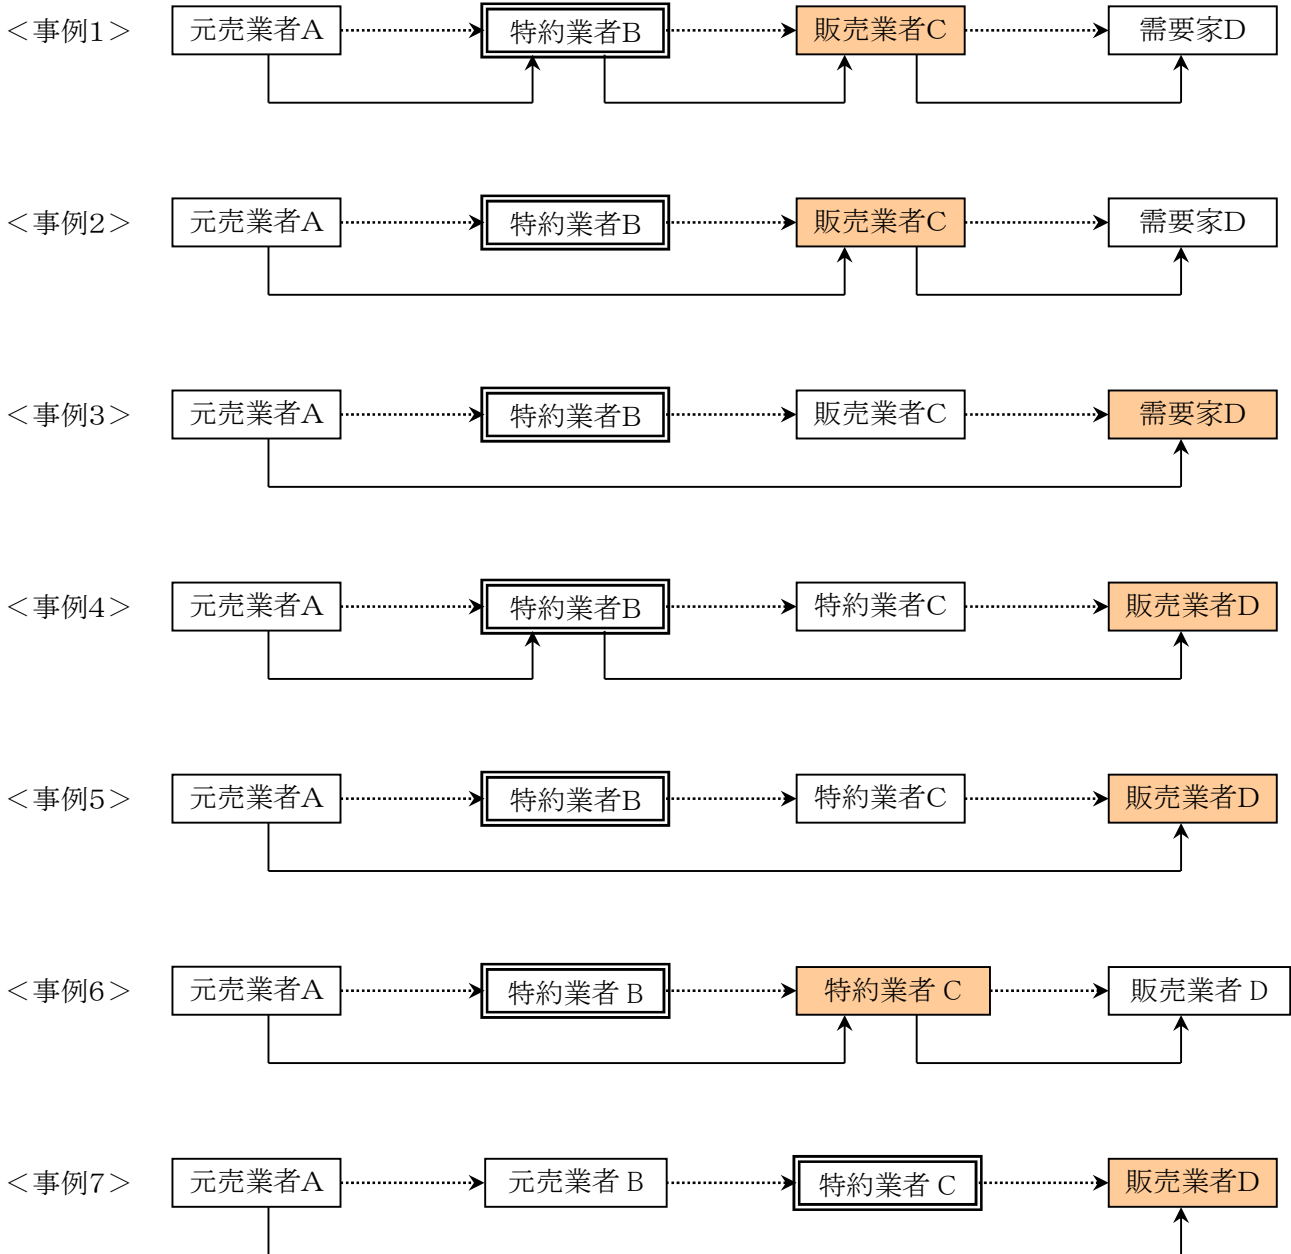 ＜事例1＞ 元売業者A 特約業者B 販売業者C 需要家D
＜事例2＞ 元売業者A 特約業者B 販売業者C 需要家D
＜事例3＞ 元売業者A 特約業者B 販売業者C 需要家D
＜事例4＞ 元売業者A 特約業者B 特約業者C 販売業者D
＜事例5＞ 元売業者A 特約業者B 特約業者C 販売業者D
＜事例6＞ 元売業者A 特約業者 B 特約業者 C 販売業者 D
＜事例7＞ 元売業者A 元売業者 B 特約業者 C 販売業者D